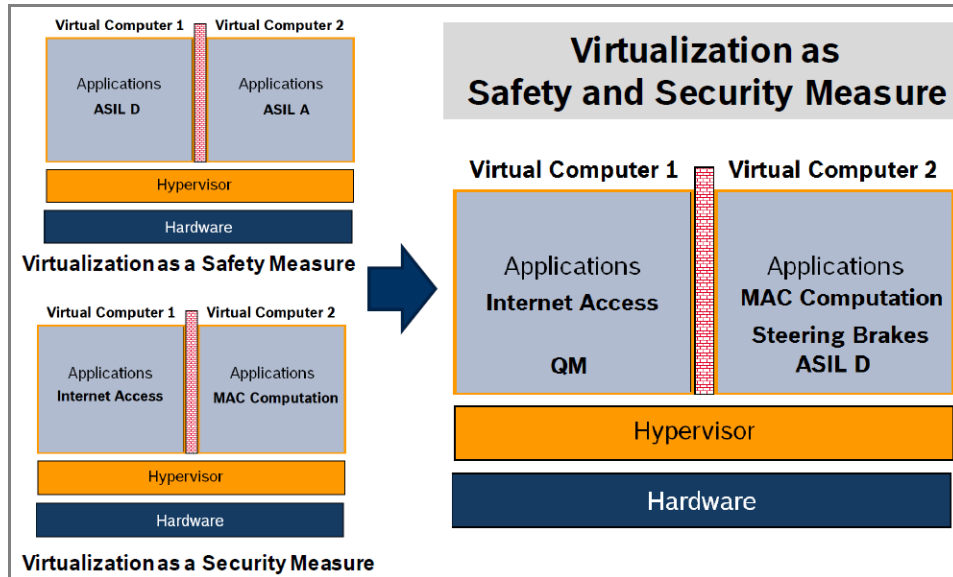 Virtual Computer 1 Virtual Computer 2
Applications
ASIL D
Applications
ASIL A
Hypervisor
Hardware
Virtualization as a Safety Measure
Virtual Computer 1 Virtual Computer 2
Applications
Internet Access
Applications
MAC Computation
Hypervisor
Hardware
Virtualization as a Security Measure
Virtualization as
Safety and Security Measure
Virtual Computer 1 Virtual Computer 2
Applications
Internet Access
QM
Applications
MAC Computation
Steering Brakes
ASIL D
Hypervisor
Hardware